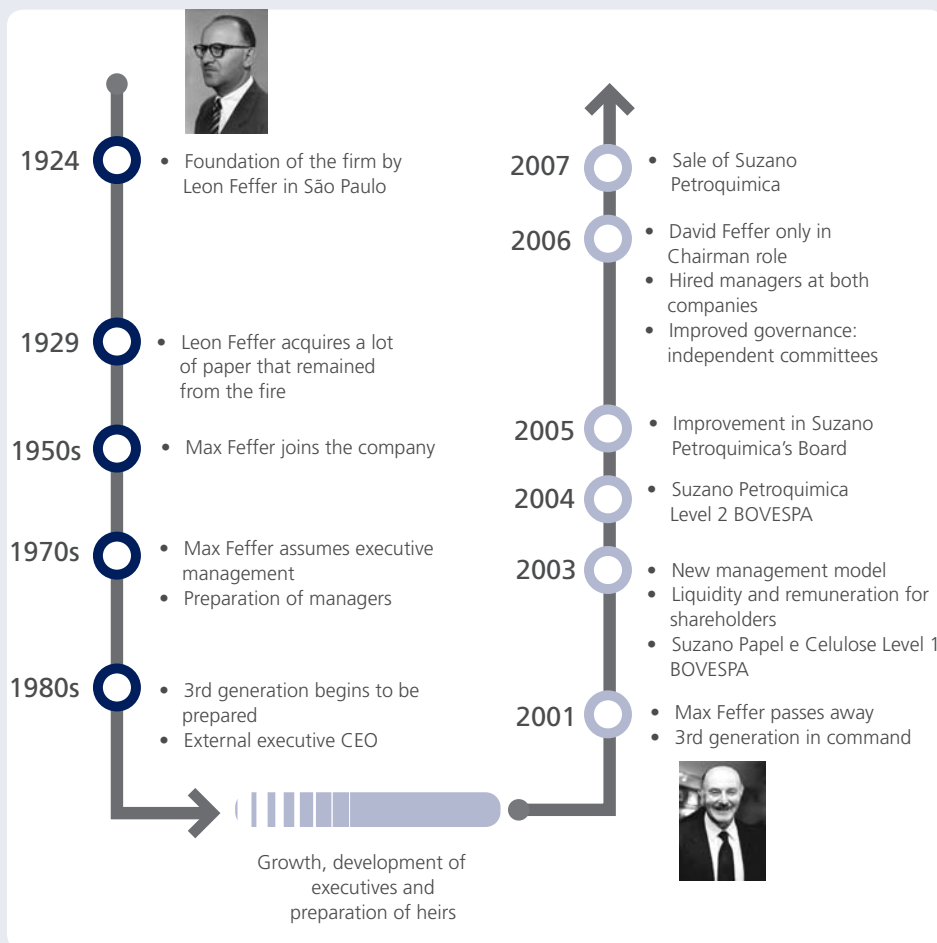 1924
• Foundation of the firm by
Leon Feffer in São Paulo
1929
• Leon Feffer acquires a lot
of paper that remained
from the fire
1950s
• Max Feffer joins the company
1970s
• Max Feffer assumes executive
management
• Preparation of managers
1980s
• 3rd generation begins to be
prepared
• External executive CEO
Growth, development of
executives and
preparation of heirs
2007
• Sale of Suzano
Petroquimica
2006
• David Feffer only in
Chairman role
• Hired managers at both
companies
• Improved governance:
independent committees
2005
• Improvement in Suzano
Petroquimica’s Board
2004
• Suzano Petroquimica
Level 2 BOVESPA
2003
• New management model
• Liquidity and remuneration for
shareholders
• Suzano Papel e Celulose Level 1
BOVESPA
2001
• Max Feffer passes away
• 3rd generation in command